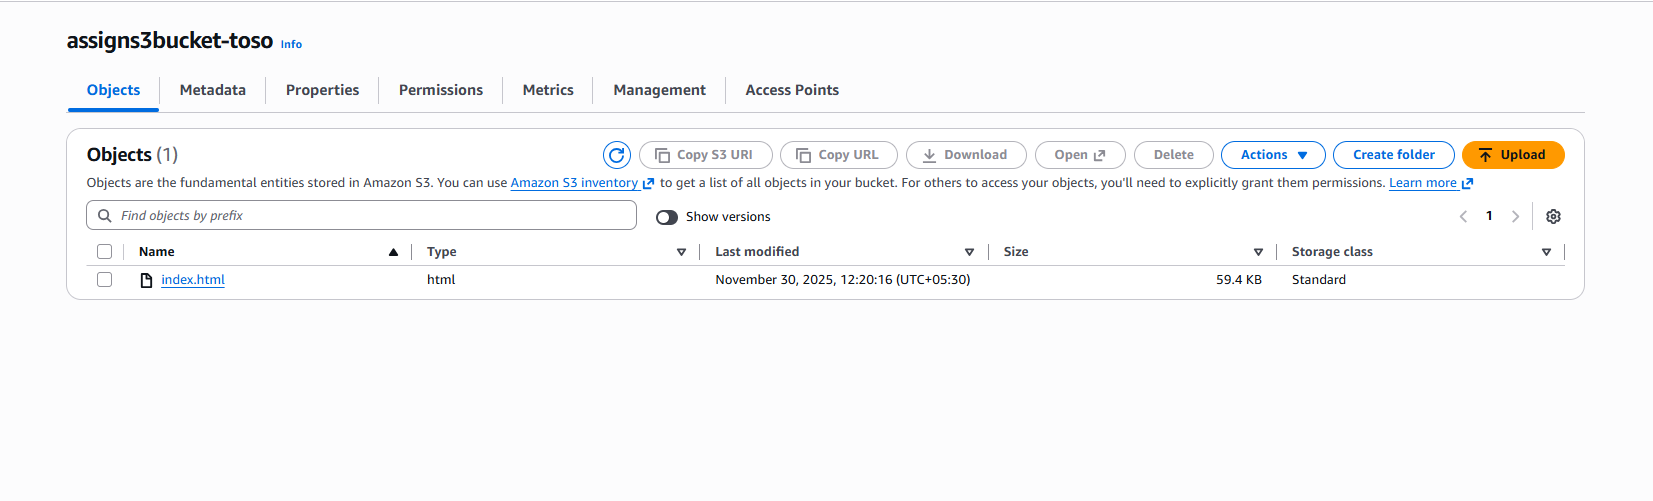 assigns3bucket-toso Info
Objects Metadata Properties Permissions Metrics Management Access Points
Objects (1) Copy S3 URI Copy URL Download Open Delete Actions Create folder Upload
Objects are the fundamental entities stored in Amazon S3. You can use Amazon S3 inventory to get a list of all objects in your bucket. For others to access your objects, you'll need to explicitly grant them permissions. Learn more
Find objects by prefix Show versions 1
Name Type Last modified Size Storage class
index.html html November 30, 2025, 12:20:16 (UTC+05:30) 59.4 KB Standard